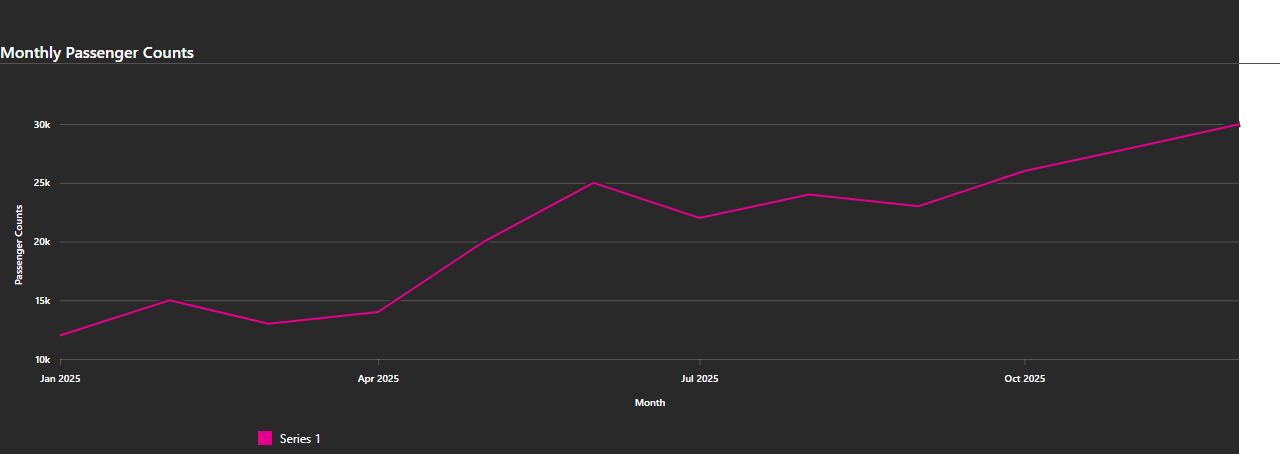 Monthly Passenger Counts
30k
25k
20k
15k
10k
Passenger Counts
Jan 2025
Apr 2025
Jul 2025
Oct 2025
Month
Series 1